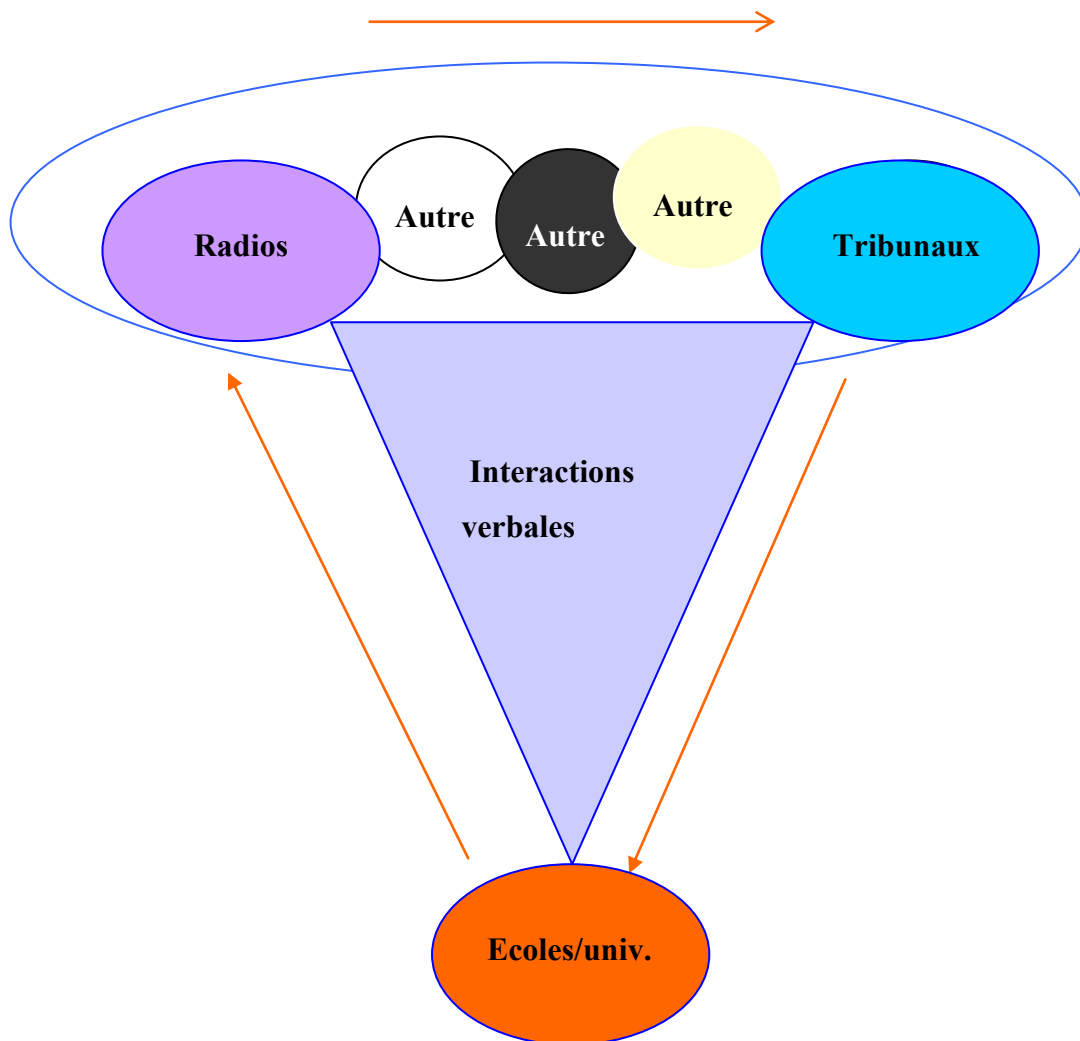 Radios
Autre
Autre
Autre
Tribunaux
Interactions
verbales
Ecoles/univ.